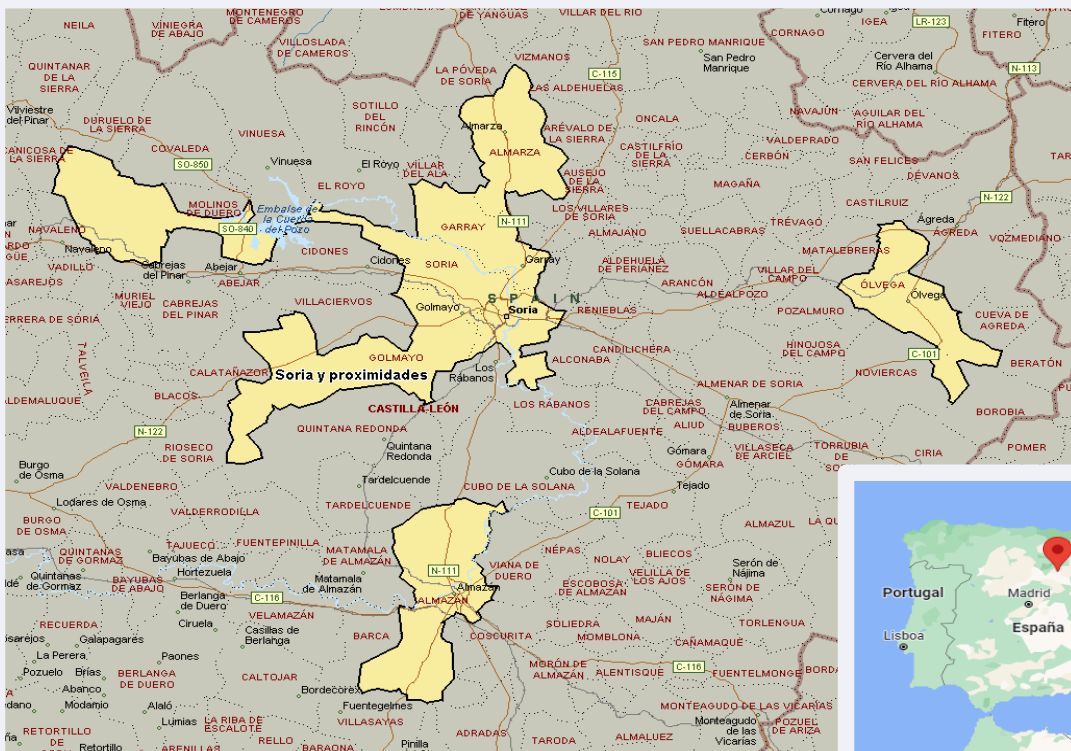 NEILA
VINIEGRA
DE ABAJO
MONTENEGRO
DE CAMEROS
VILLOSLADA
DE CAMEROS
DE YANGUAS
VILLAR DEL RIO
VIZMANOS
SAN PEDRO MANRIQUE
San Pedro
Manrique
Cornago
CORNAGO
IGEA
LR-123
Fitero
FITERO
Cervera del
Río Alhama
N-113
CERVERA DEL RÍO ALHAMA
QUINTANAR
DE LA
SIERRA
LA PÓVEDA
DE SORIA
C-115
LAS ALDEHUELAS
NAVAJÚN
AGUILAR DEL
RÍO ALHAMA
Vilviestre
del Pinar
DURUELO DE
LA SIERRA
VINUESA
SOTILLO
DEL
RINCÓN
Almarza
ALMARZA
ARÉVALO DE
LA SIERRA
ONCALA
CASTILFRÍO
DE LA
SIERRA
VALDEPRADO
CERBÓN
SAN FELICES
DÉVANOS
CANICOSA DE
LA SIERRA
COVALEDA
SO-850
Vinuesa
El Royo
EL ROYO
VILLAR
DEL ALA
AUSEJO
DE LA
SIERRA
MAGAÑA
CASTILRUIZ
N-122
MOLINOS
DE DUERO
Embalse de
la Cuerda
del Pozo
SO-840
N-111
GARRAY
LOS VILLARES
DE SORIA
ALMAJANO
SUELLACABRAS
TRÉVAGO
Ágreda
ÁGREDA
VOZMEDIANO
NAVALENO
Navaleno
VADILLO
CIDONES
Cidones
SORIA
Garray
ALDEHUELA
DE PERIAÑEZ
MATALEBRERAS
VILLAR DEL
CAMPO
Cabrejas
del Pinar
Abejar
ABEJAR
ARANCÓN
ALDEALPOZO
ÓLVEGA
Ólvega
MURIEL
VIEJO
CABREJAS
DEL PINAR
VILLACIERVOS
Golmayo
SPAIN
Soria
RENIEBLAS
POZALMURO
CUEVA DE
AGREDA
TALVEILA
GOLMAYO
Soria y proximidades
CALATAÑAZOR
Los
Rábanos
ALCONABA
CANDILICHERA
HINOJOSA
DEL CAMPO
C-101
NOVIERCAS
BERATÓN
BLACOS
CASTILLA-LEÓN
LOS RÁBANOS
ALMENAR DE SORIA
Almenar
de Soria
BOROBIA
N-122
RIOSECO
DE SORIA
QUINTANA REDONDA
Quintana
Redonda
CABREJAS
DEL CAMPO
ALIUD
BUBEROS
ALDEALAFUENTE
VILLASECA
DE ARCIEL
TORRUBIA
DE
CIRIA
POMER
Burgo
de Osma
VALDENEBRO
Tardelcuende
CUBO DE LA SOLANA
Cubo de la Solana
Gómara
GÓMARA
Tejado
TEJADO
Lodares de Osma
VALDERRODILLA
TARDELCUENDE
C-101
ALMAZUL
BURGO
DE OSMA
TAJUECO
FUENTEPINILLA
QUINTANAS
DE GORMAZ
Bayubas de Abajo
MATAMALA
DE ALMAZÁN
N-111
VIANA DE
DUERO
NÉPAS
NOLAY
BLIECOS
Serón de
Nájima
Quintanas
de Gormaz
Hortezuela
BAYUBAS
DE ABAJO
Matamala
de Almazán
Almazán
ALMAZÁN
ESCOBOSA
DE ALMAZÁN
VELILLA DE
LOS AJOS
SERÓN DE
NÁGIMA
Berlanga
de Duero
C-116
VELAMAZÁN
RECUERDA
Ciruela
Casillas de
Berlanga
BARCA
COSCURITA
SOLIEDRA
MAJÁN
MOMBLONA
TORLENGUA
Galapagares
La Perera
Paones
CAÑAMAQUE
Pozuelo
Brías
BERLANGA
DE DUERO
CALTOJAR
Bordecorex
MORÓN DE
ALMAZÁN
ALENTISQUE
C-116
FUENTELMONGE
Abanco
Modamio
Alaló
Lumias
Fuentegelmes
VILLASAYAS
MONTEAGUDO DE LAS VICARÍAS
Monteagudo
de las
Vicarías
POZUEL
DE ARIZA
RETORTILLO
DE
Retortillo
LA RIBA DE
ESCALOTE
ARENILLAS
RELLO
BARAONA
Pinilla
ADRADAS
TARODA
ALMALUEZ
Portugal
Lisboa
Madrid
España